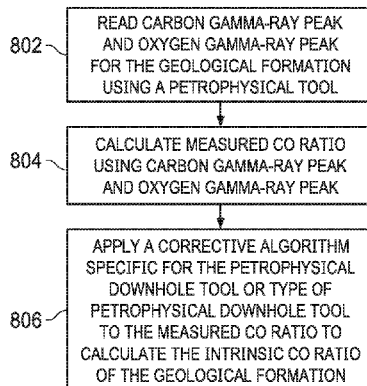 802
READ CARBON GAMMA-RAY PEAK
AND OXYGEN GAMMA-RAY PEAK
FOR THE GEOLOGICAL FORMATION
USING A PETROPHYSICAL TOOL
804
CALCULATE MEASURED CO RATIO
USING CARBON GAMMA-RAY PEAK
AND OXYGEN GAMMA-RAY PEAK
806
APPLY A CORRECTIVE ALGORITHM
SPECIFIC FOR THE PETROPHYSICAL
DOWNHOLE TOOL OR TYPE OF
PETROPHYSICAL DOWNHOLE TOOL
TO THE MEASURED CO RATIO TO
CALCULATE THE INTRINSIC CO RATIO
OF THE GEOLOGICAL FORMATION